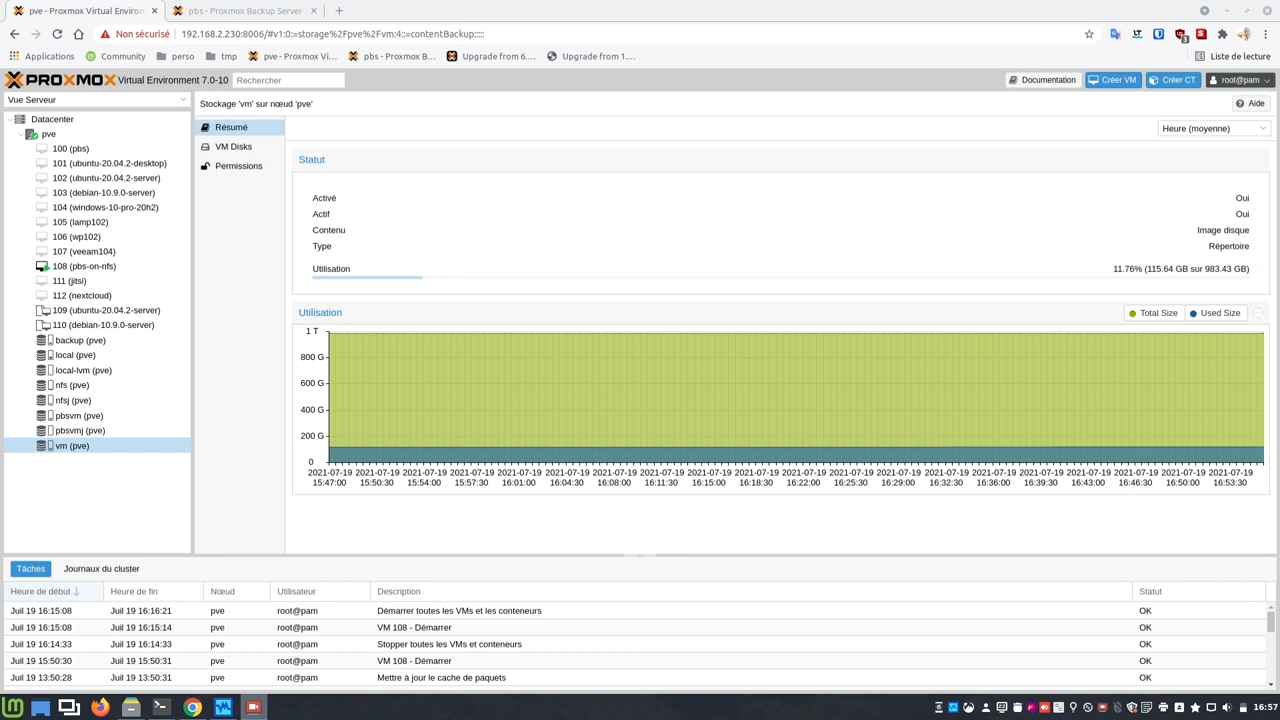 pve - Proxmox Virtual Environ
pbs - Proxmox Backup Server
Non sécurisé
192.168.2.230:8006/#v1:0:=storage%2Fpve%2Fvm:4::=contentBackup:::::
Applications
Community
perso
tmp
pve - Proxmox Vi...
pbs - Proxmox B...
Upgrade from 6....
Upgrade from 1....
Liste de lecture
PROXMOX Virtual Environment 7.0-10
Rechercher
Documentation
Créer VM
Créer CT
root@pam
Vue Serveur
Stockage 'vm' sur nœud 'pve'
Aide
Datacenter
pve
100 (pbs)
101 (ubuntu-20.04.2-desktop)
102 (ubuntu-20.04.2-server)
103 (debian-10.9.0-server)
104 (windows-10-pro-20h2)
105 (lamp102)
106 (wp102)
107 (veeam104)
108 (pbs-on-nfs)
111 (jitsi)
112 (nextcloud)
109 (ubuntu-20.04.2-server)
110 (debian-10.9.0-server)
backup (pve)
local (pve)
local-lvm (pve)
nfs (pve)
nfsj (pve)
pbsvm (pve)
pbsvmj (pve)
vm (pve)
Résumé
VM Disks
Permissions
Heure (moyenne)
Statut
Activé Oui
Actif Oui
Contenu Image disque
Type Répertoire
Utilisation 11.76% (115.64 GB sur 983.43 GB)
Utilisation
Total Size
Used Size
1 T
800 G
600 G
400 G
200 G
0
2021-07-19 2021-07-19 2021-07-19 2021-07-19 2021-07-19 2021-07-19 2021-07-19 2021-07-19 2021-07-19 2021-07-19 2021-07-19 2021-07-19 2021-07-19 2021-07-19 2021-07-19 2021-07-19 2021-07-19 2021-07-19 2021-07-19 2021-07-19
15:47:00 15:50:30 15:54:00 15:57:30 16:01:00 16:04:30 16:08:00 16:11:30 16:15:00 16:18:30 16:22:00 16:25:30 16:29:00 16:32:30 16:36:00 16:39:30 16:43:00 16:46:30 16:50:00 16:53:30
Tâches
Journaux du cluster
Heure de début Heure de fin Nœud Utilisateur Description Statut
Juil 19 16:15:08 Juil 19 16:16:21 pve root@pam Démarrer toutes les VMs et les conteneurs OK
Juil 19 16:15:08 Juil 19 16:15:14 pve root@pam VM 108 - Démarrer OK
Juil 19 16:14:33 Juil 19 16:14:33 pve root@pam Stopper toutes les VMs et conteneurs OK
Juil 19 15:50:30 Juil 19 15:50:31 pve root@pam VM 108 - Démarrer OK
Juil 19 13:50:28 Juil 19 13:50:31 pve root@pam Mettre à jour le cache de paquets OK
16:57